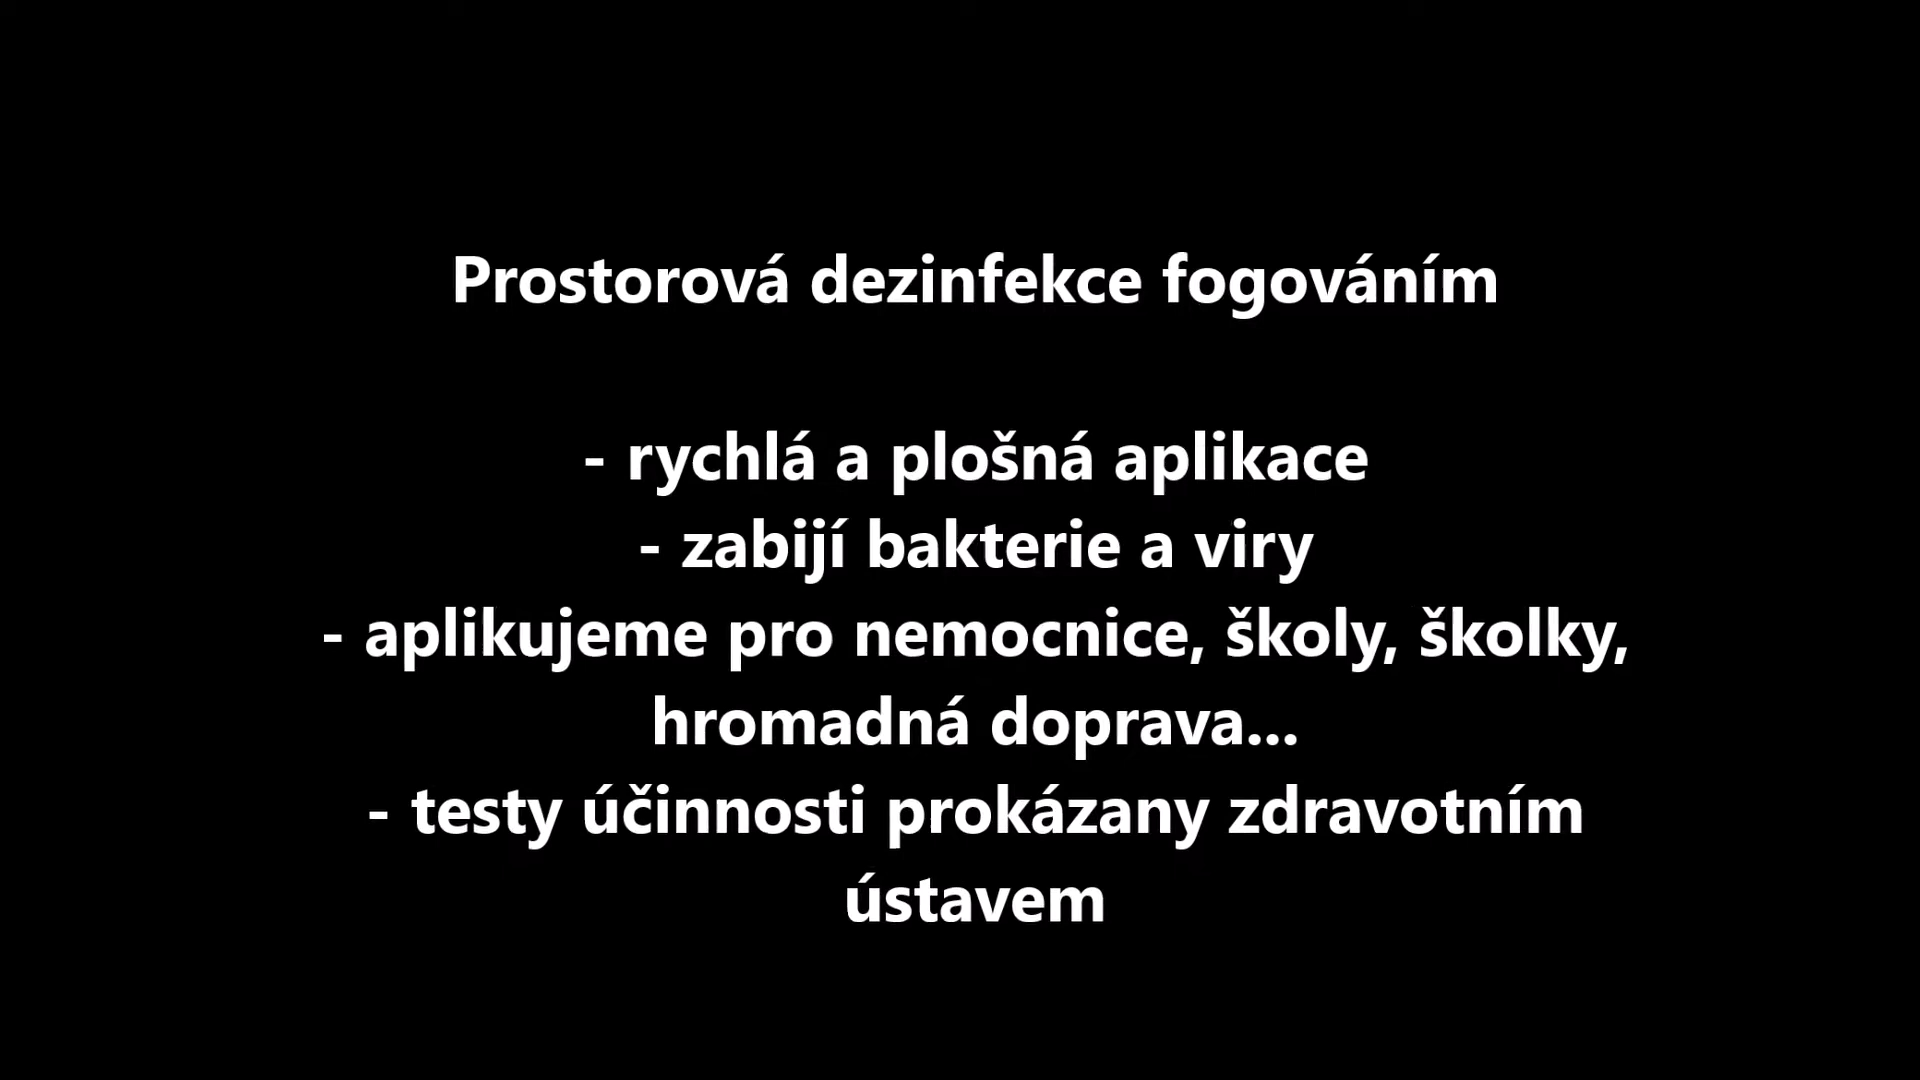 Prostorová dezinfekce fogováním
- rychlá a plošná aplikace
- zabijí bakterie a viry
- aplikujeme pro nemocnice, školy, školky,
hromadná doprava...
- testy účinnosti prokázany zdravotním
ústavem